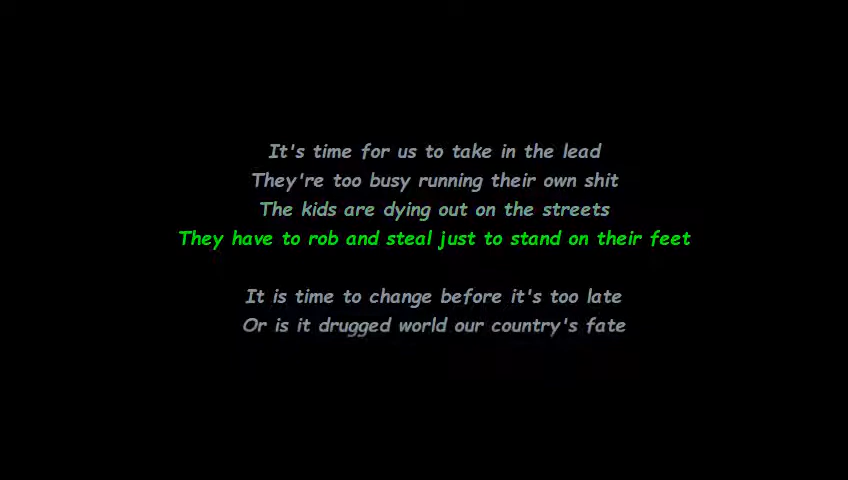 It's time for us to take in the lead
They're too busy running their own shit
The kids are dying out on the streets
They have to rob and steal just to stand on their feet
It is time to change before it's too late
Or is it drugged world our country's fate